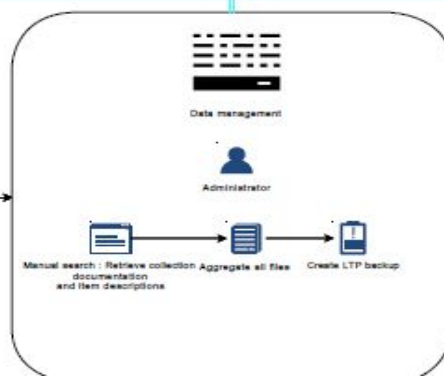 Data management
Administrator
Manual search : Retrieve collection
documentation
and item descriptions
Aggregate all files
Create LTP backup